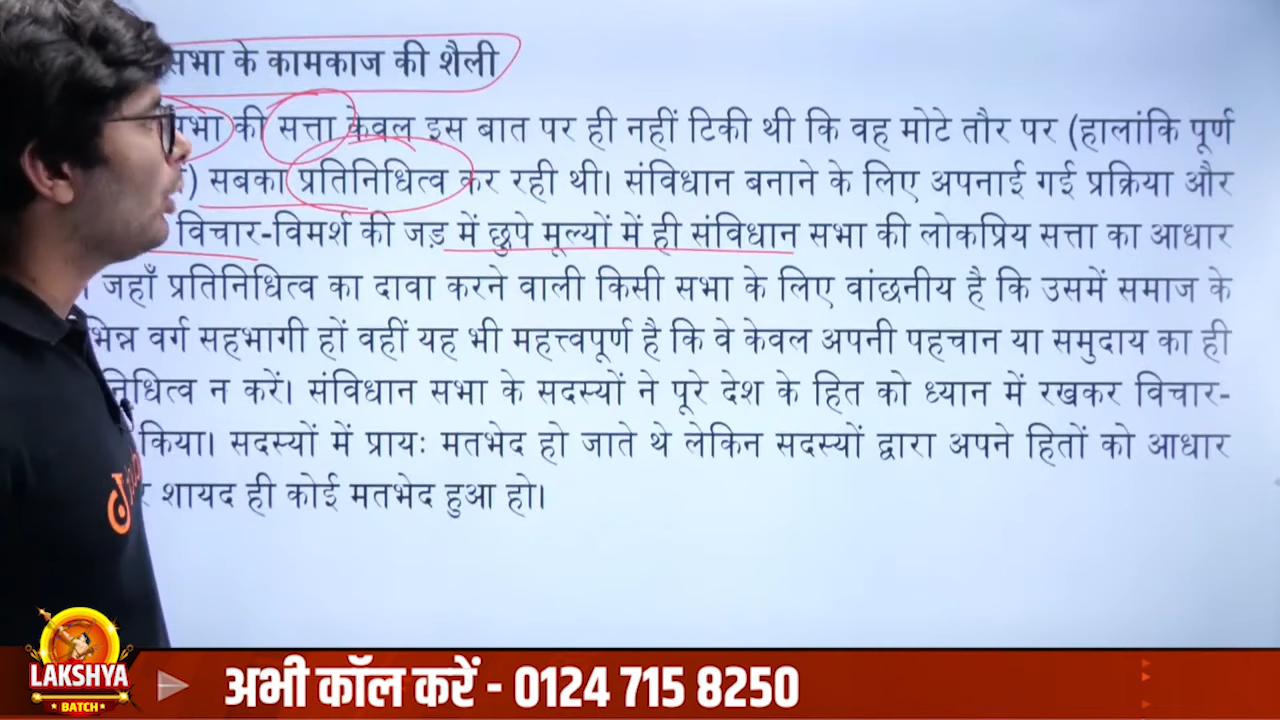 सभा के कामकाज की शैली
की सत्ता केवल इस बात पर ही नहीं टिकी थी कि वह मोटे तौर पर (हालांकि पूर्ण
) सबका प्रतिनिधित्व कर रही थी। संविधान बनाने के लिए अपनाई गई प्रक्रिया और
विचार-विमर्श की जड़ में छुपे मूल्यों में ही संविधान सभा की लोकप्रिय सत्ता का आधार
जहाँ प्रतिनिधित्व का दावा करने वाली किसी सभा के लिए वांछनीय है कि उसमें समाज के
वर्ग सहभागी हों वहीं यह भी महत्त्वपूर्ण है कि वे केवल अपनी पहचान या समुदाय का ही
न करें। संविधान सभा के सदस्यों ने पूरे देश के हित को ध्यान में रखकर विचार-
किया। सदस्यों में प्रायः मतभेद हो जाते थे लेकिन सदस्यों द्वारा अपने हितों को आधार
शायद ही कोई मतभेद हुआ हो।
LAKSHYA
BATCH
अभी कॉल करें - 0124 715 8250